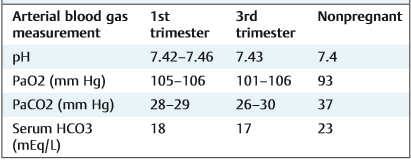 Arterial blood gas measurement 1st trimester 3rd trimester Nonpregnant
pH 7.42–7.46 7.43 7.4
PaO2 (mm Hg) 105–106 101–106 93
PaCO2 (mm Hg) 28–29 26–30 37
Serum HCO3 (mEq/L) 18 17 23